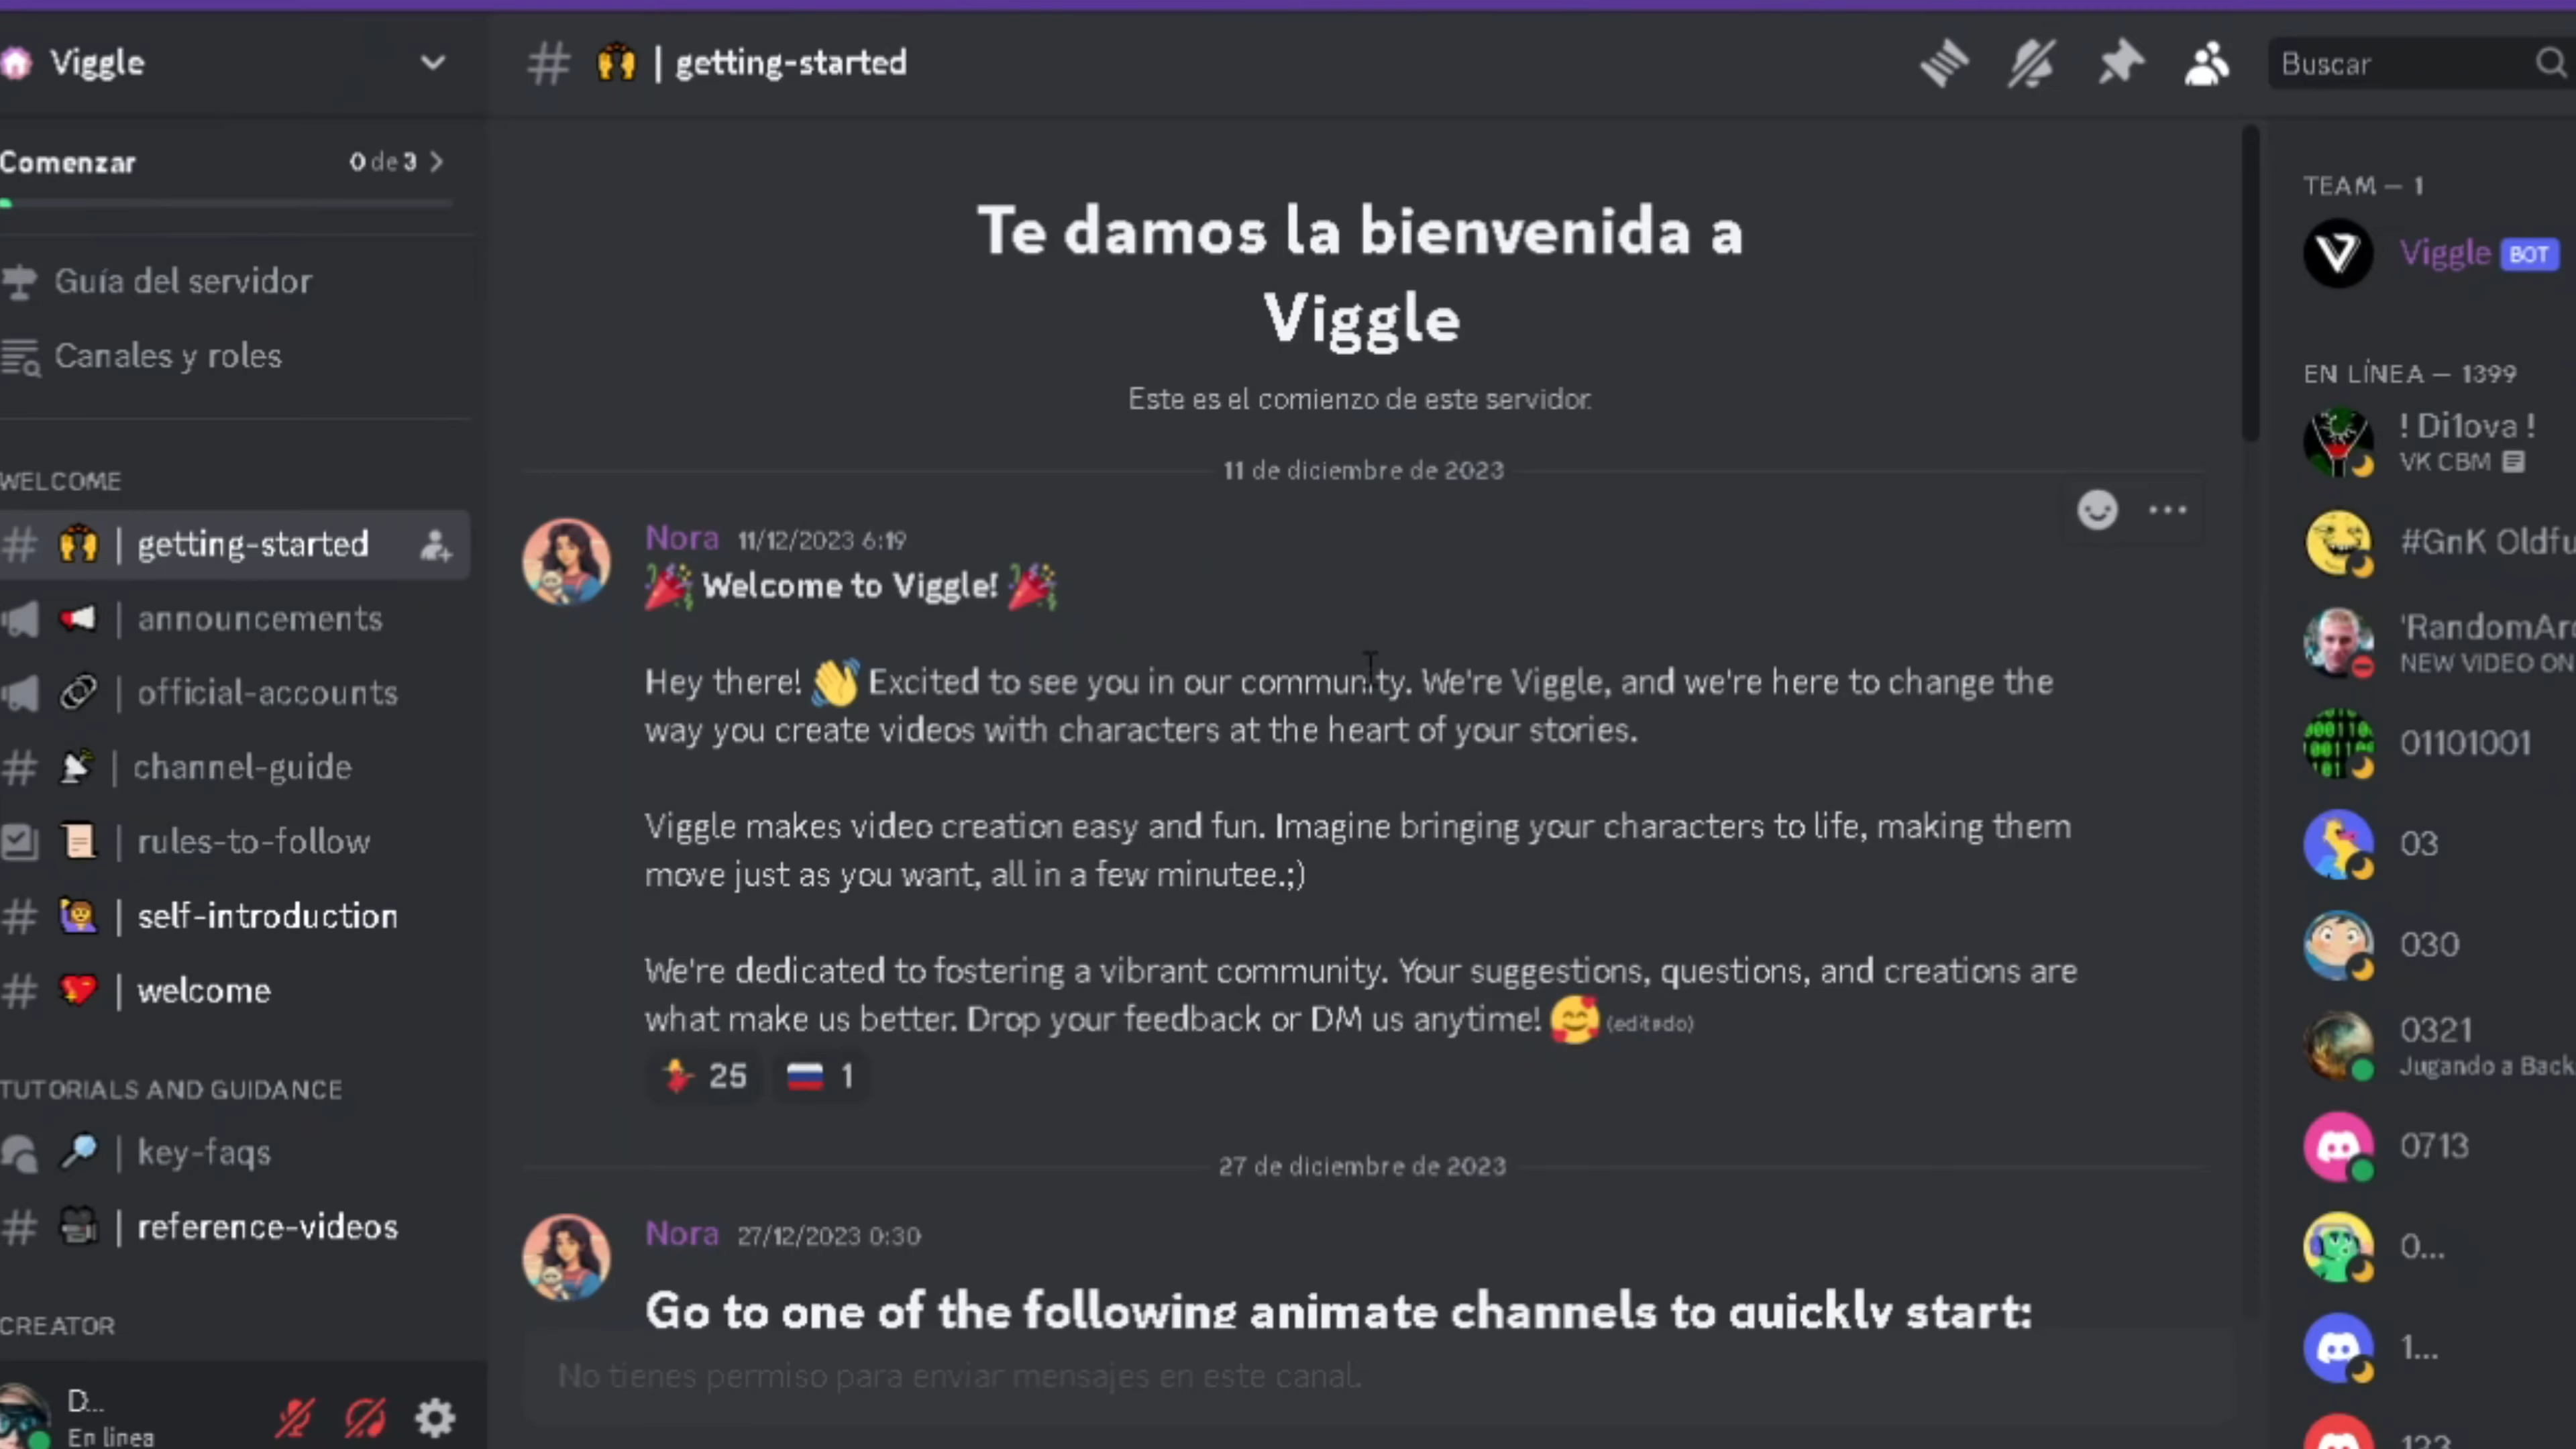 Viggle
Comenzar 0 de 3
Guía del servidor
Canales y roles
WELCOME
| getting-started
| announcements
| official-accounts
| channel-guide
| rules-to-follow
| self-introduction
| welcome
TUTORIALS AND GUIDANCE
| key-faqs
| reference-videos
CREATOR
D...
En línea
| getting-started
Buscar
Te damos la bienvenida a
Viggle
Este es el comienzo de este servidor.
11 de diciembre de 2023
Nora 11/12/2023 6:19
Welcome to Viggle!
Hey there! Excited to see you in our community. We're Viggle, and we're here to change the
way you create videos with characters at the heart of your stories.
Viggle makes video creation easy and fun. Imagine bringing your characters to life, making them
move just as you want, all in a few minutee.;)
We're dedicated to fostering a vibrant community. Your suggestions, questions, and creations are
what make us better. Drop your feedback or DM us anytime! (editado)
25 1
27 de diciembre de 2023
Nora 27/12/2023 0:30
Go to one of the following animate channels to quickly start:
No tienes permiso para enviar mensajes en este canal.
TEAM — 1
Viggle BOT
EN LÍNEA — 1399
! Di1ova !
VK CBM
#GnK Oldfu
'RandomAr
NEW VIDEO ON
01101001
03
030
0321
Jugando a Back
0713
0...
1...